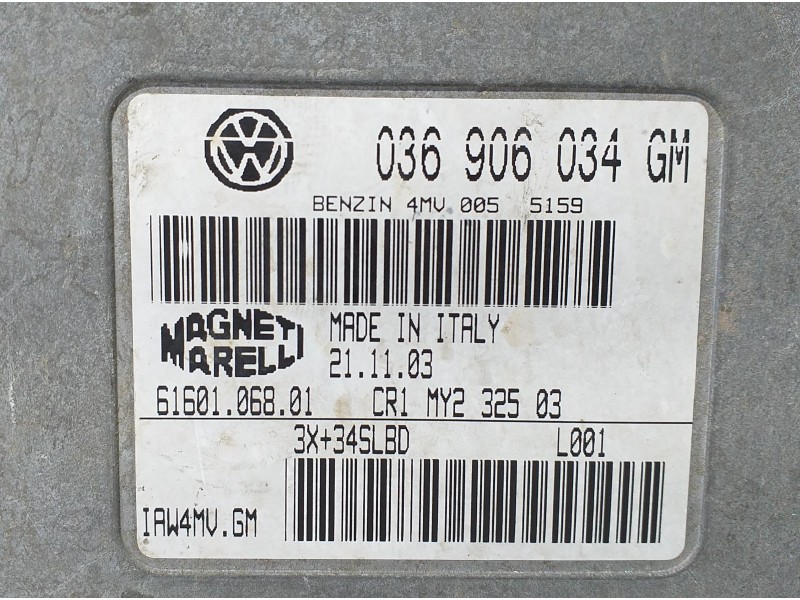 036 906 034 GM
BENZIN 4MV 005 5159
MAGNETI MARELLI
MADE IN ITALY
21.11.03
61601.068.01 CR1 MY2 325 03
3X+34SLBD L001
IAW4MV.GM